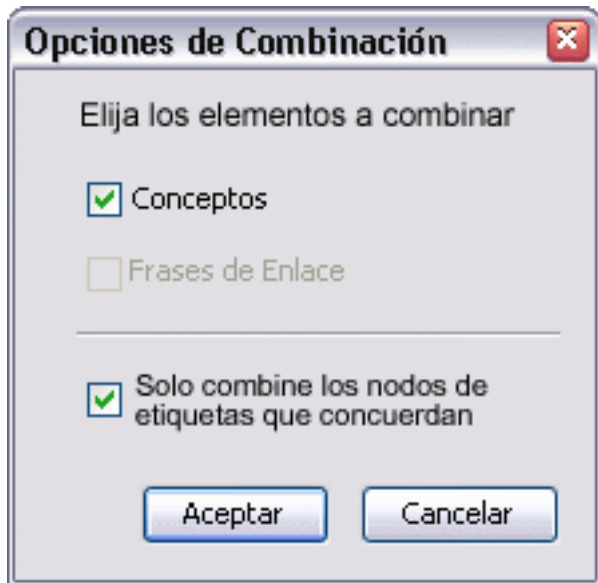 Opciones de Combinación
Elija los elementos a combinar
Conceptos
Frases de Enlace
Solo combine los nodos de
etiquetas que concuerdan
Aceptar
Cancelar